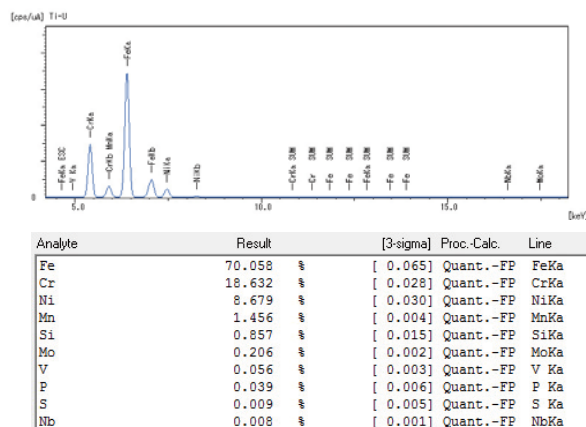 [cps/uA] Ti-U
FeKa ESC
V Ka
CrKa
CrKb MnKa
FeKa
FeKb
NiKa
NiKb
CrKa SUM
Cr SUM
Fe SUM
Fe SUM
FeKa SUM
Fe SUM
Fe SUM
NbKa
MoKa
0 5.0 10.0 15.0
[keV]
Analyte Result [3-sigma] Proc.-Calc. Line
Fe 70.058 % [ 0.065] Quant.-FP FeKa
Cr 18.632 % [ 0.028] Quant.-FP CrKa
Ni 8.679 % [ 0.030] Quant.-FP NiKa
Mn 1.456 % [ 0.004] Quant.-FP MnKa
Si 0.857 % [ 0.015] Quant.-FP SiKa
Mo 0.206 % [ 0.002] Quant.-FP MoKa
V 0.056 % [ 0.003] Quant.-FP V Ka
P 0.039 % [ 0.006] Quant.-FP P Ka
S 0.009 % [ 0.005] Quant.-FP S Ka
Nb 0.008 % [ 0.001] Quant.-FP NbKa